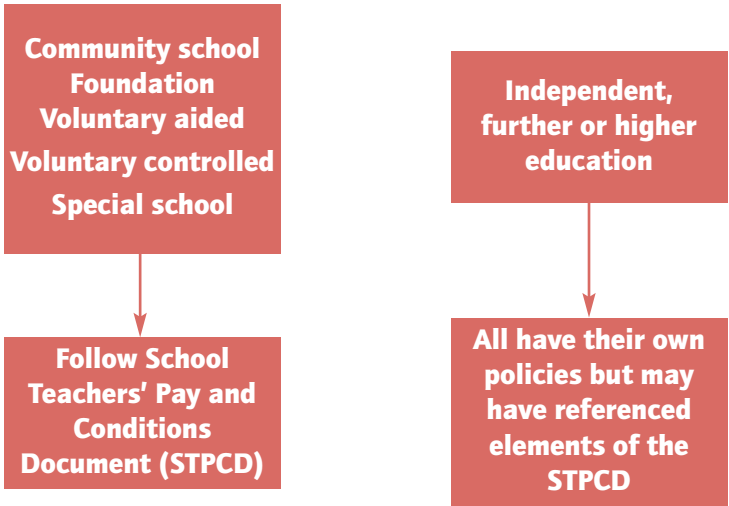 Community school
Foundation
Voluntary aided
Voluntary controlled
Special school
Follow School
Teachers’ Pay and
Conditions
Document (STPCD)
Independent,
further or higher
education
All have their own
policies but may
have referenced
elements of the
STPCD